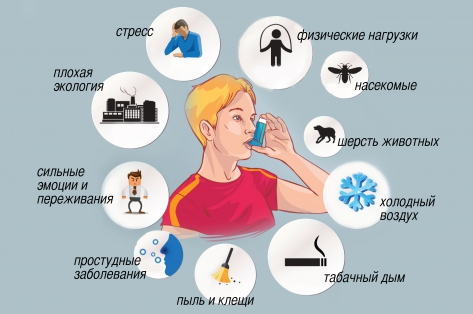 стресс
физические нагрузки
плохая
экология
насекомые
шерсть животных
сильные
эмоции и
переживания
холодный
воздух
простудные
заболевания
табачный дым
пыль и клещи